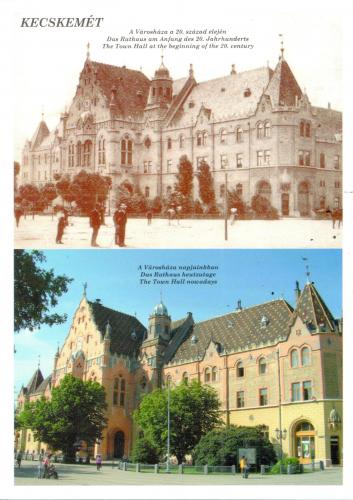 KECSKEMÉT
A Városháza a 20. század elején
Das Rathaus am Anfang des 20. Jahrhunderts
The Town Hall at the beginning of the 20. century
A Városháza napjainkban
Das Rathaus heutzutage
The Town Hall nowadays